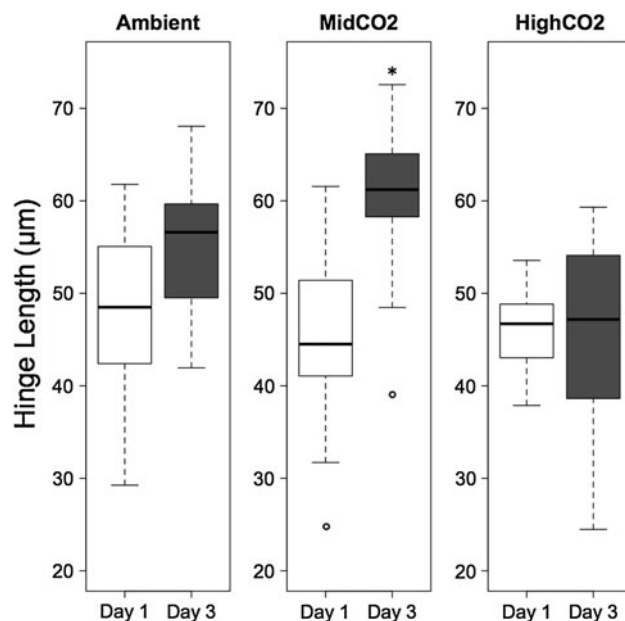 Ambient MidCO2 HighCO2
Hinge Length (µm)
70 70 70
*
60 60 60
50 50 50
40 40 40
30 30 30
20 20 20
Day 1 Day 3 Day 1 Day 3 Day 1 Day 3